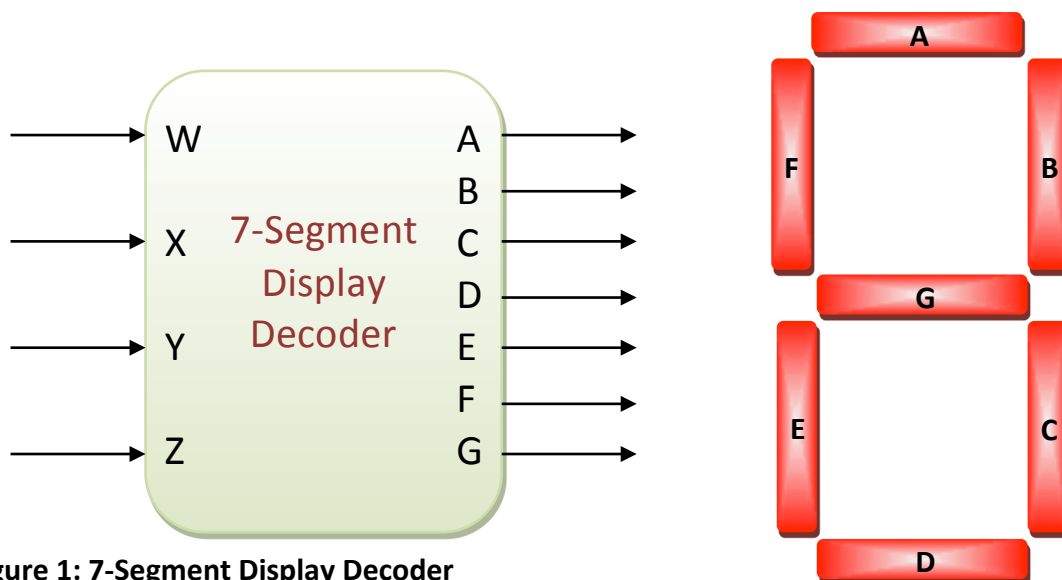 W
X
Y
Z
7-Segment
Display
Decoder
A
B
C
D
E
F
G
A
F
B
G
E
C
D
gure 1: 7-Segment Display Decoder